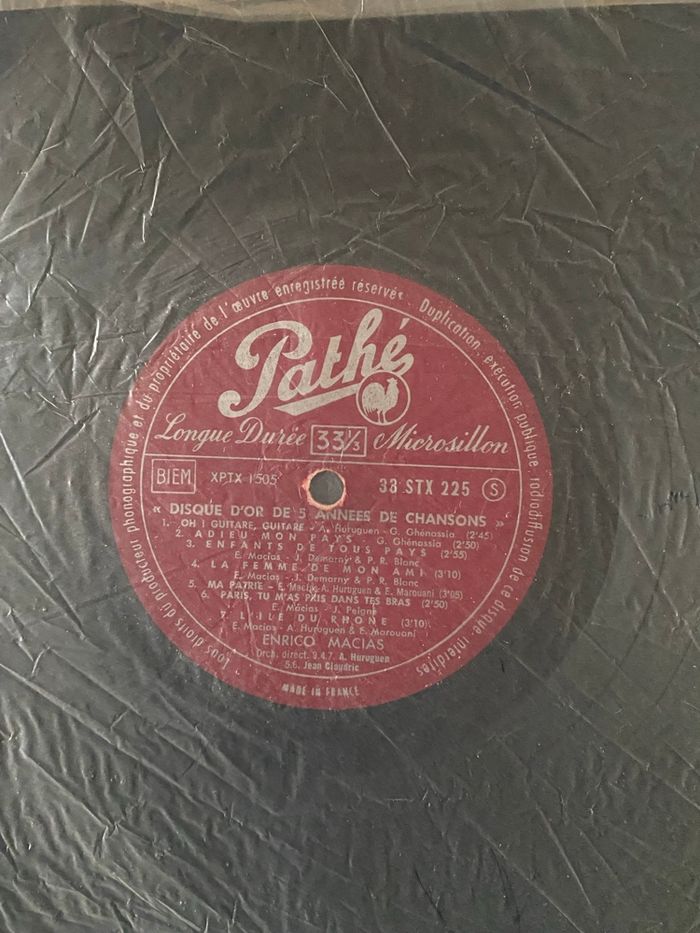 Tous droits du producteur phonographique et du propriétaire de l'œuvre enregistrée réservés - Duplication, exécution publique, radiodiffusion de ce disque interdites
Pathé
Longue Durée 33⅓ Microsillon
BIEM XPTX 1505 33 STX 225 S
« DISQUE D'OR DE 5 ANNEES DE CHANSONS »
1. OH ! GUITARE, GUITARE - A. Huruguen - G. Ghénassia (2'45)
2. ADIEU MON PAYS - G. Ghénassia (2'50)
3. ENFANTS DE TOUS PAYS (2'55)
E. Macias - J. Demarny & P.R. Blanc
4. LA FEMME DE MON AMI (3'10)
E. Macias - J. Demarny & P.R. Blanc
5. MA PATRIE - E. Macias - A. Huruguen & E. Marouani (3'05)
6. PARIS, TU M'AS PRIS DANS TES BRAS (2'50)
E. Macias - J. Peigné
7. L'ILE DU RHONE (3'10)
E. Macias - A. Huruguen & E. Marouani
ENRICO MACIAS
Orch. direct. 3.4.7. A. Huruguen
5.6. Jean Claudric
MADE IN FRANCE